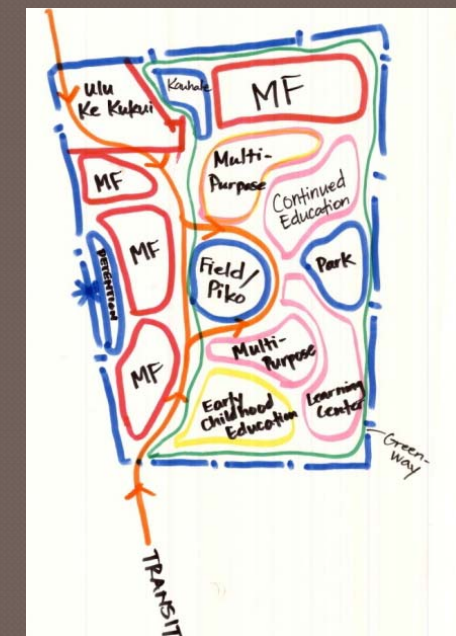 Ulu
Ke Kukui
Kauhale
MF
MF
Multi-
Purpose
Continued
Education
MF
DETENTION
Field/
Piko
Park
Multi-
Purpose
MF
Early
Childhood
Education
Learning
Center
Green-
way
TRANSIT